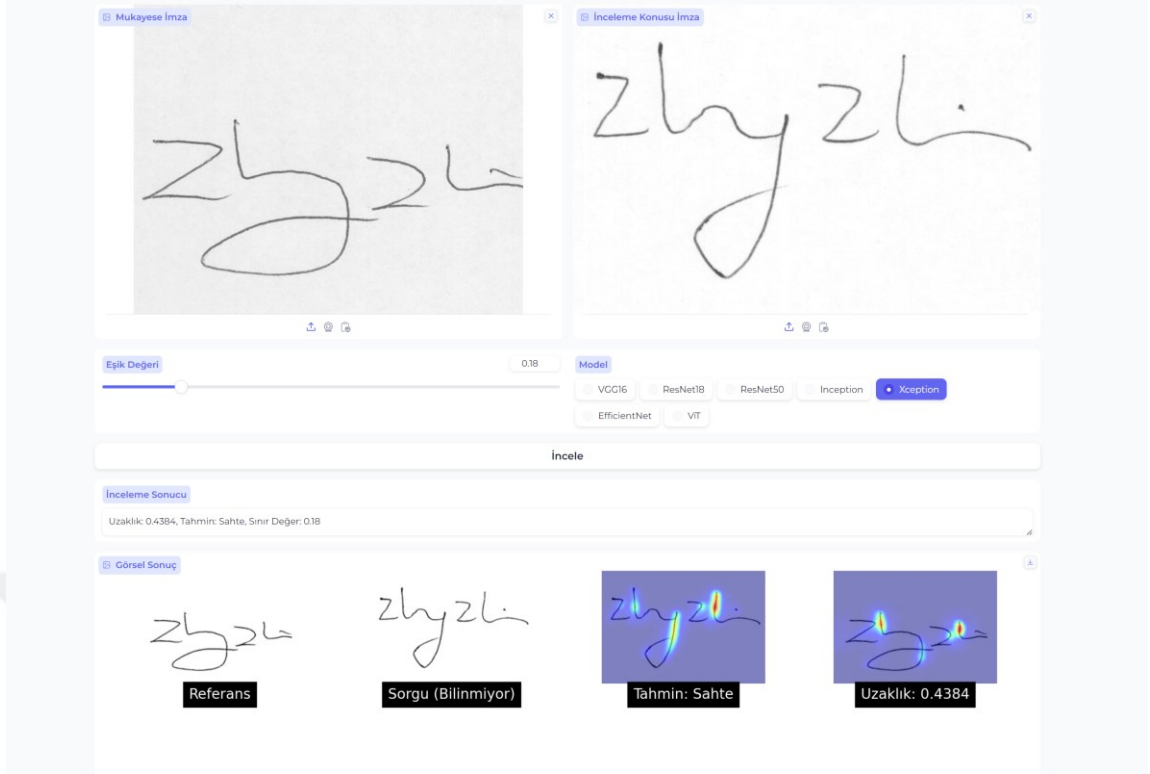 Mukayese İmza
İnceleme Konusu İmza
zhyzli
zhyzli
Eşik Değeri
0.18
Model
VGG16 ResNet18 ResNet50 Inception Xception
EfficientNet ViT
İncele
İnceleme Sonucu
Uzaklık: 0.4384, Tahmin: Sahte, Sınır Değer: 0.18
Görsel Sonuç
Referans
Sorgu (Bilinmiyor)
Tahmin: Sahte
Uzaklık: 0.4384